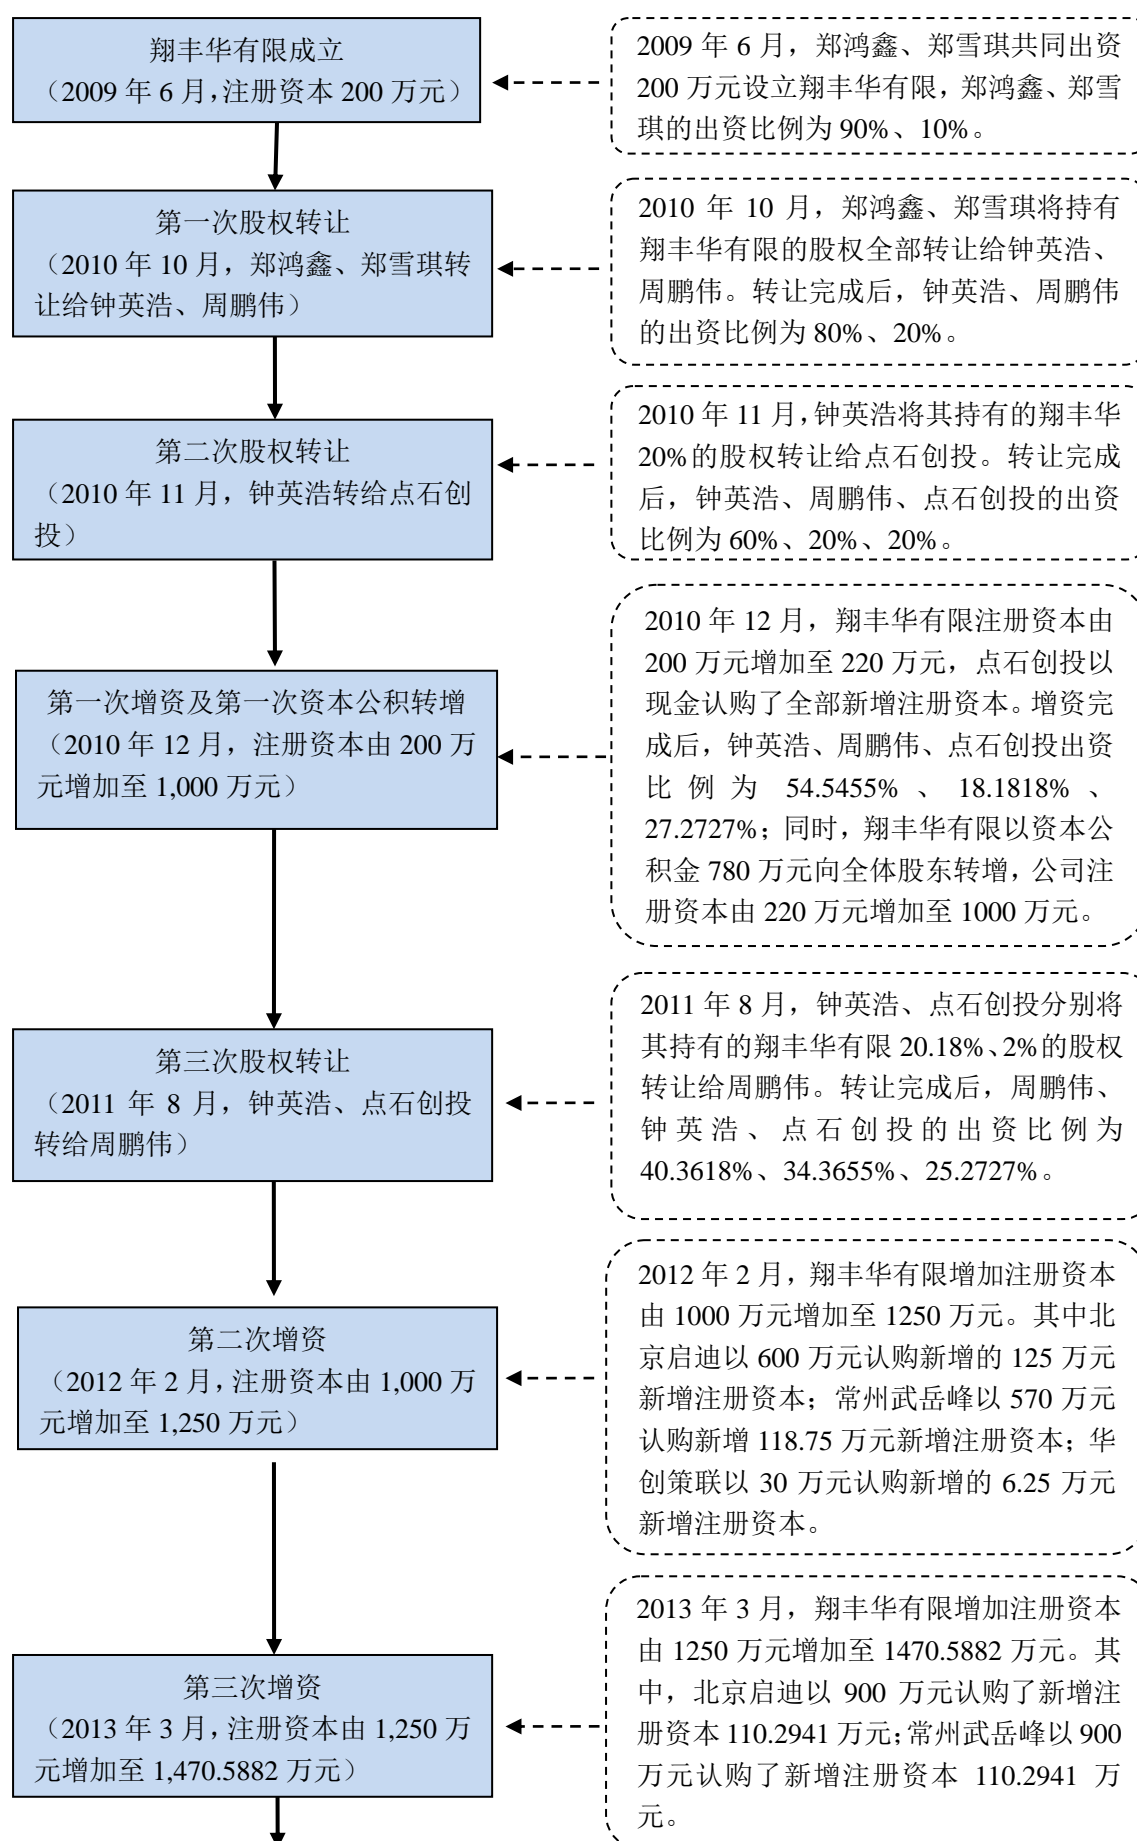 翔丰华有限成立
（2009 年 6 月，注册资本 200 万元）
2009 年 6 月，郑鸿鑫、郑雪琪共同出资
200 万元设立翔丰华有限，郑鸿鑫、郑雪
琪的出资比例为 90%、10%。
第一次股权转让
（2010 年 10 月，郑鸿鑫、郑雪琪转
让给钟英浩、周鹏伟）
2010 年 10 月，郑鸿鑫、郑雪琪将持有
翔丰华有限的股权全部转让给钟英浩、
周鹏伟。转让完成后，钟英浩、周鹏伟
的出资比例为 80%、20%。
第二次股权转让
（2010 年 11 月，钟英浩转给点石创
投）
2010 年 11 月，钟英浩将其持有的翔丰华
20%的股权转让给点石创投。转让完成
后，钟英浩、周鹏伟、点石创投的出资
比例为 60%、20%、20%。
第一次增资及第一次资本公积转增
（2010 年 12 月，注册资本由 200 万
元增加至 1,000 万元）
2010 年 12 月，翔丰华有限注册资本由
200 万元增加至 220 万元，点石创投以
现金认购了全部新增注册资本。增资完
成后，钟英浩、周鹏伟、点石创投出资
比例为 54.5455%、18.1818%、
27.2727%；同时，翔丰华有限以资本公
积金 780 万元向全体股东转增，公司注
册资本由 220 万元增加至 1000 万元。
第三次股权转让
（2011 年 8 月，钟英浩、点石创投
转给周鹏伟）
2011 年 8 月，钟英浩、点石创投分别将
其持有的翔丰华有限 20.18%、2%的股权
转让给周鹏伟。转让完成后，周鹏伟、
钟英浩、点石创投的出资比例为
40.3618%、34.3655%、25.2727%。
第二次增资
（2012 年 2 月，注册资本由 1,000 万
元增加至 1,250 万元）
2012 年 2 月，翔丰华有限增加注册资本
由 1000 万元增加至 1250 万元。其中北
京启迪以 600 万元认购新增的 125 万元
新增注册资本；常州武岳峰以 570 万元
认购新增 118.75 万元新增注册资本；华
创策联以 30 万元认购新增的 6.25 万元
新增注册资本。
第三次增资
（2013 年 3 月，注册资本由 1,250 万
元增加至 1,470.5882 万元）
2013 年 3 月，翔丰华有限增加注册资本
由 1250 万元增加至 1470.5882 万元。其
中，北京启迪以 900 万元认购了新增注
册资本 110.2941 万元；常州武岳峰以 900
万元认购了新增注册资本 110.2941 万
元。